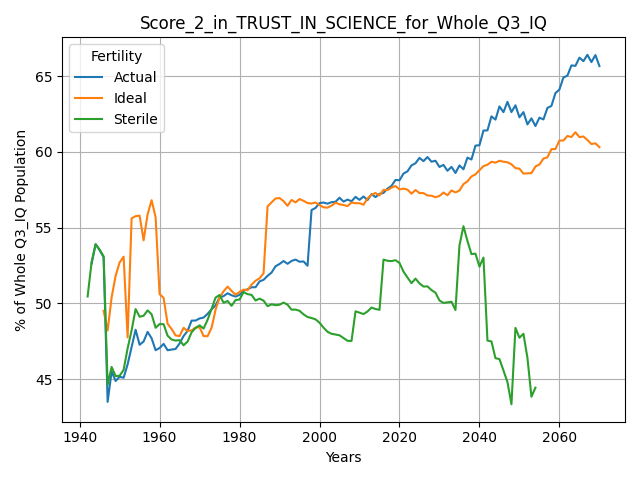 Score_2_in_TRUST_IN_SCIENCE_for_Whole_Q3_IQ
Fertility
Actual
Ideal
Sterile
% of Whole Q3_IQ Population
65
60
55
50
45
1940
1960
1980
2000
2020
2040
2060
Years